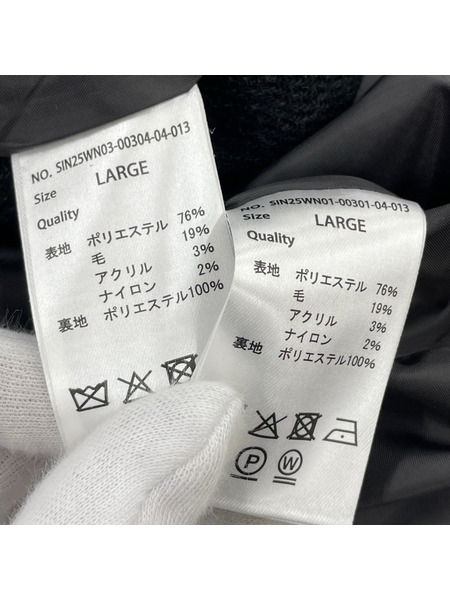 NO. SIN25WN03-00304-04-013
Size LARGE
Quality
表地 ポリエステル 76%
毛 19%
アクリル 3%
ナイロン 2%
裏地 ポリエステル100%
NO. SIN25WN01-00301-04-013
Size LARGE
Quality
表地 ポリエステル 76%
毛 19%
アクリル 3%
ナイロン 2%
裏地 ポリエステル100%
P W